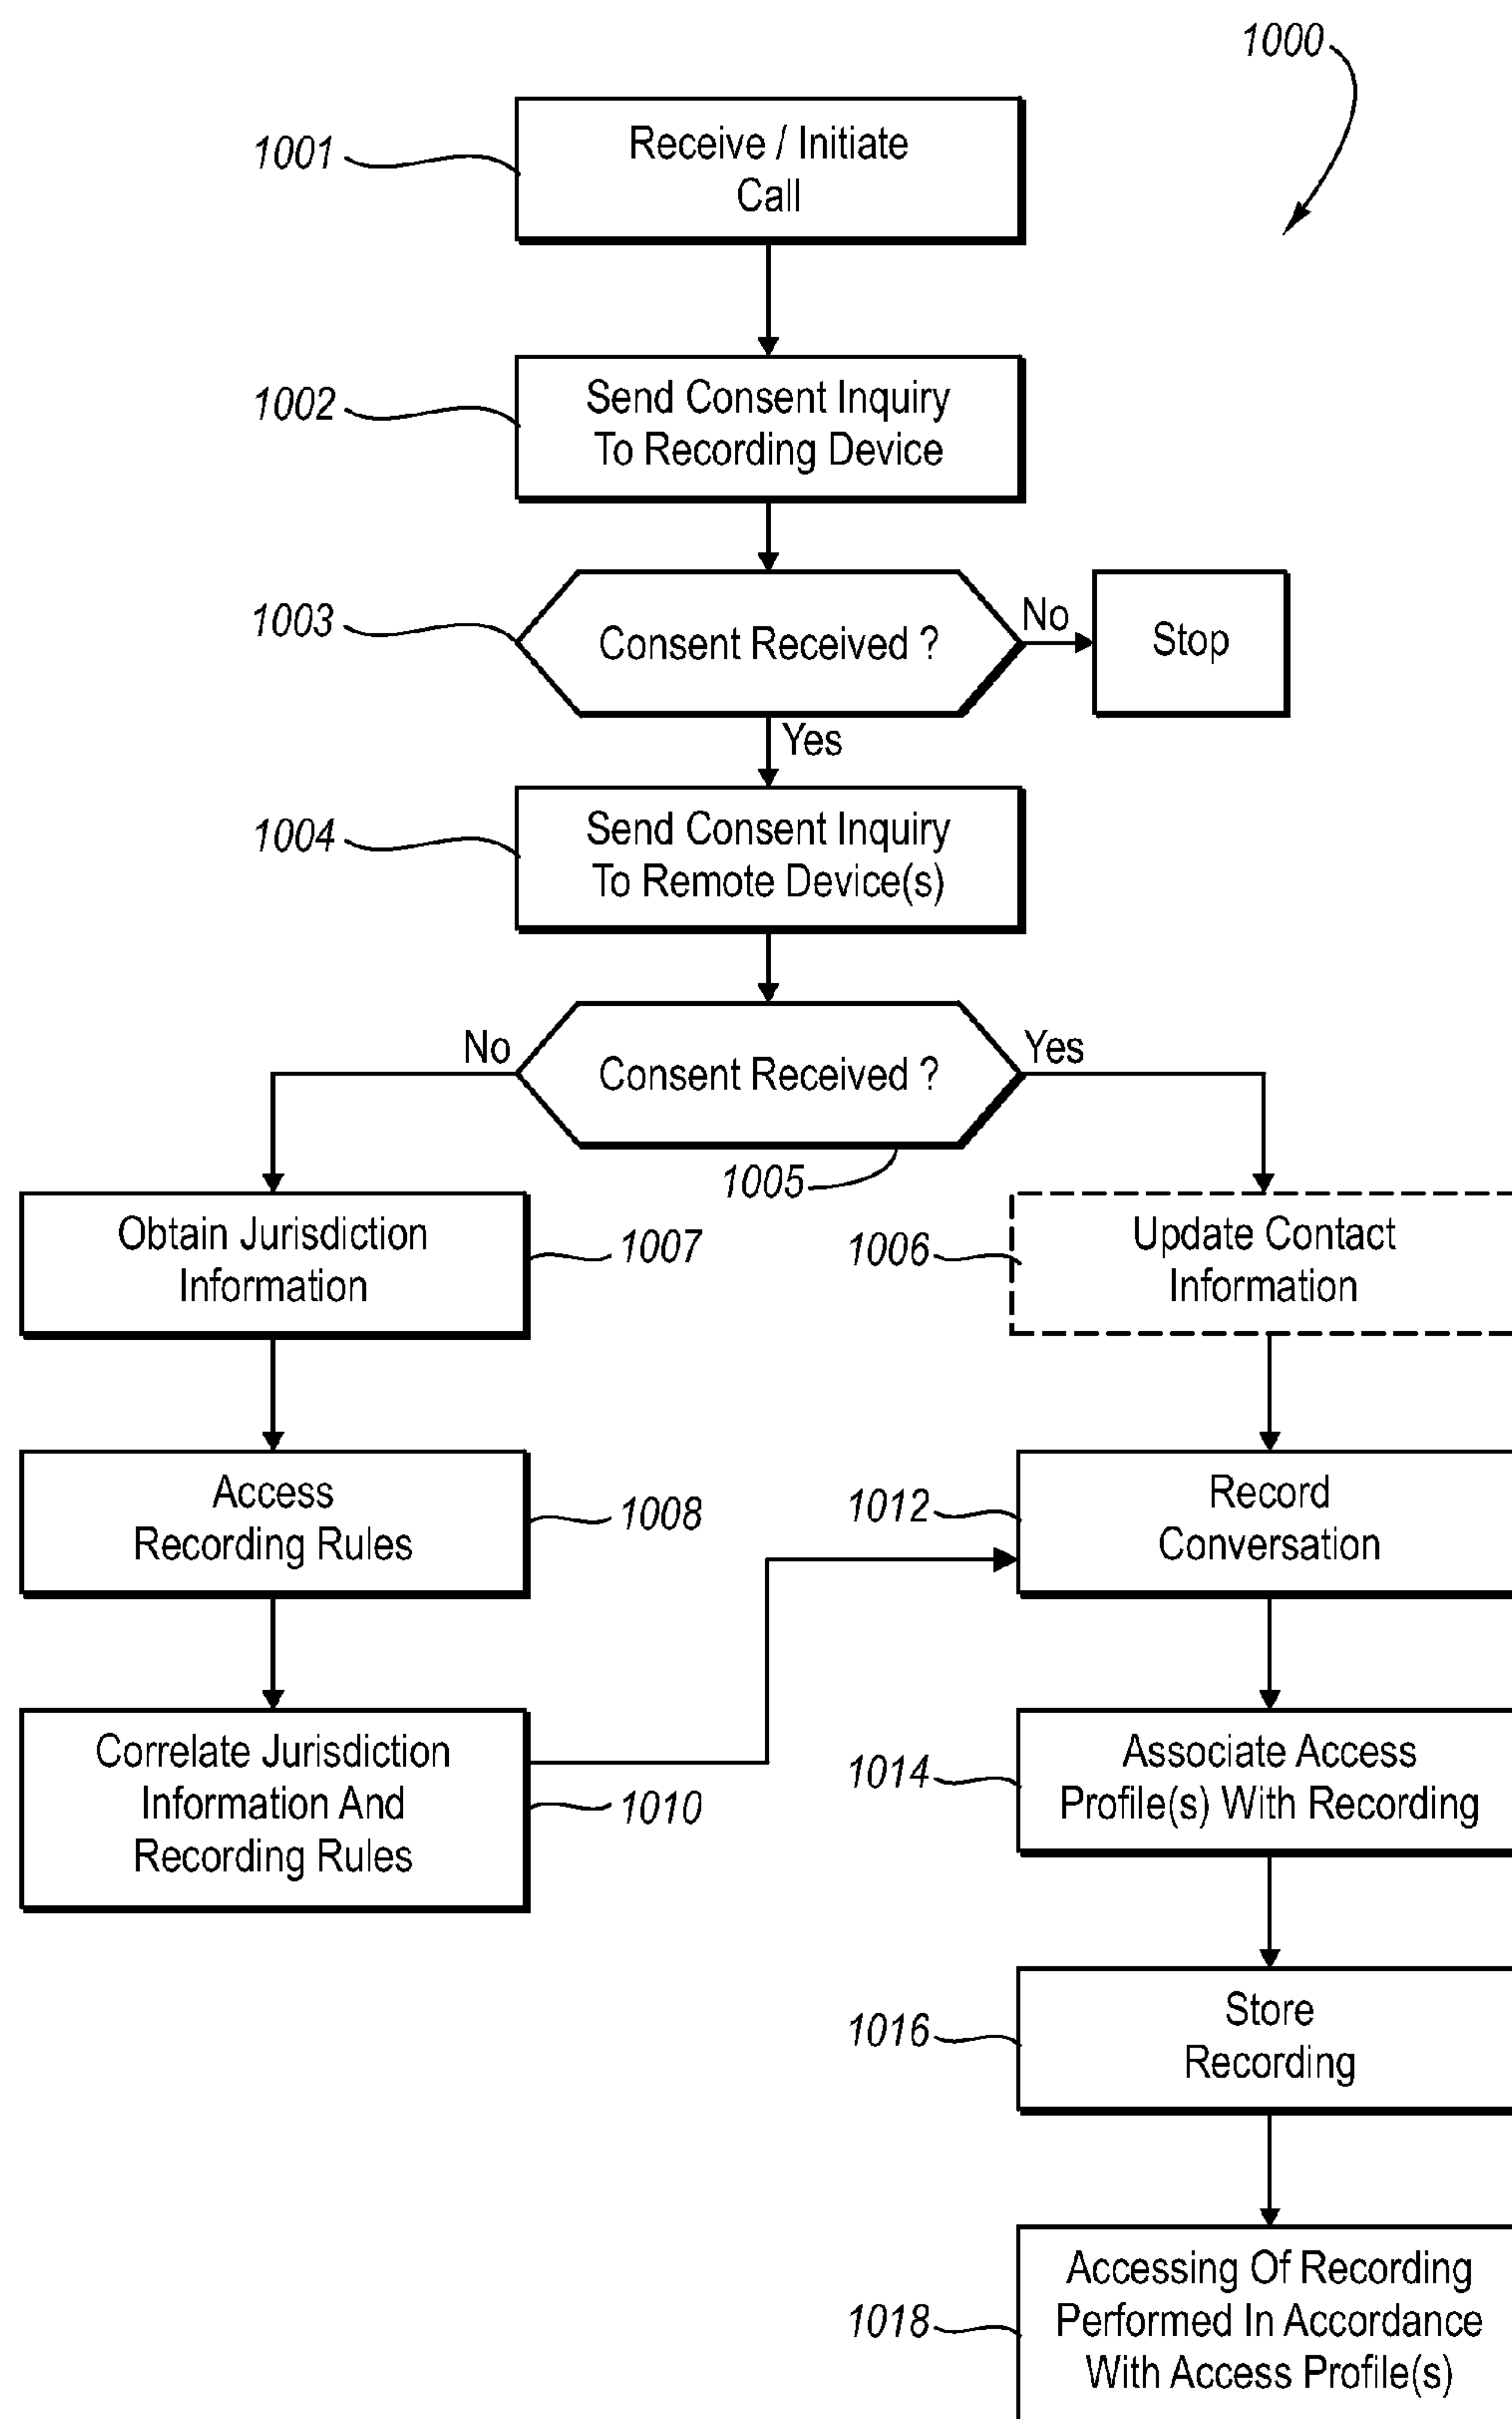 1000
1001
Receive / Initiate
Call
1002
Send Consent Inquiry
To Recording Device
1003
Consent Received ?
No
Stop
Yes
1004
Send Consent Inquiry
To Remote Device(s)
No
Consent Received ?
Yes
1005
Obtain Jurisdiction
Information
1007
1006
Update Contact
Information
Access
Recording Rules
1008
1012
Record
Conversation
Correlate Jurisdiction
Information And
Recording Rules
1010
1014
Associate Access
Profile(s) With Recording
1016
Store
Recording
1018
Accessing Of Recording
Performed In Accordance
With Access Profile(s)